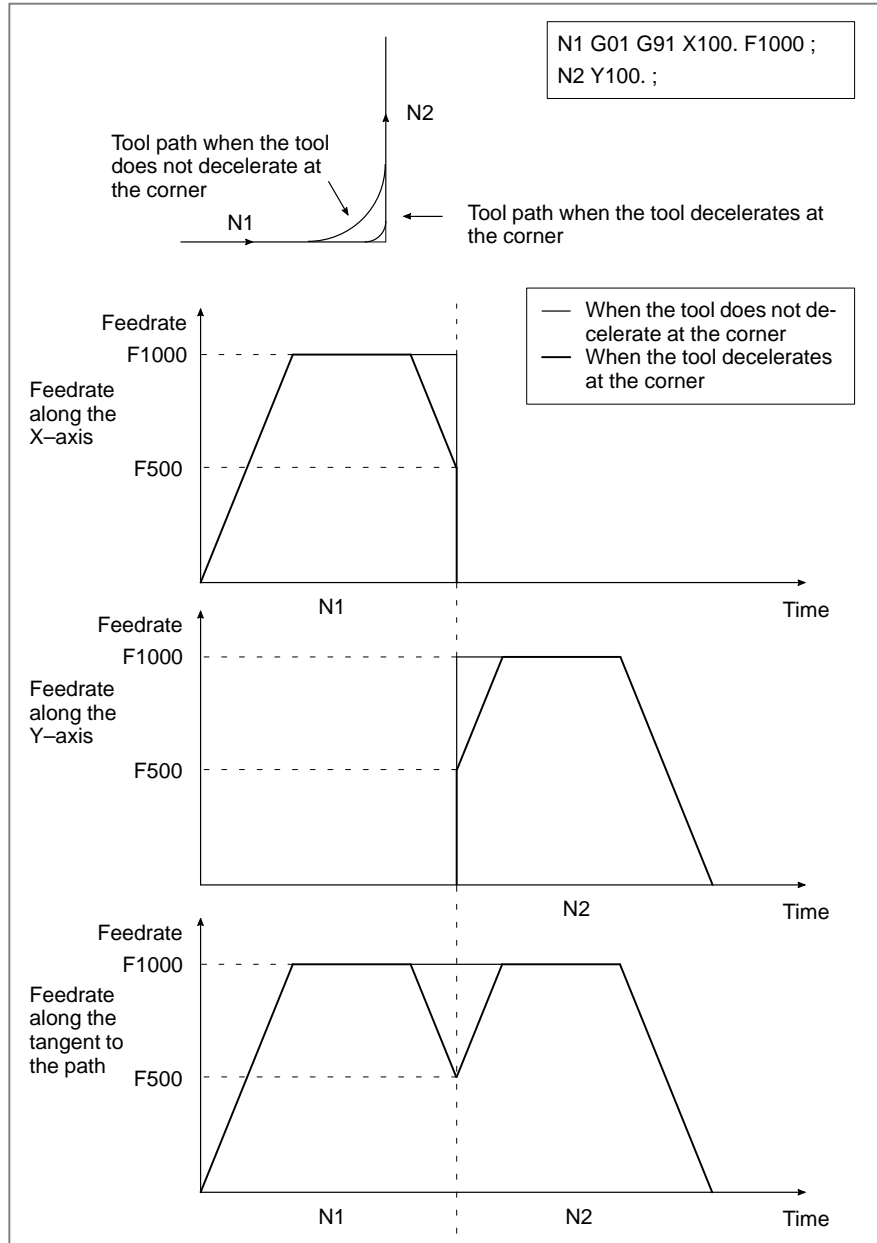 N1 G01 G91 X100. F1000 ;
N2 Y100. ;
N2
Tool path when the tool
does not decelerate at
the corner
N1
Tool path when the tool decelerates at
the corner
— When the tool does not de-
celerate at the corner
— When the tool decelerates
at the corner
Feedrate
F1000
Feedrate
along the
X–axis
F500
N1
Time
Feedrate
F1000
Feedrate
along the
Y–axis
F500
N2
Time
Feedrate
F1000
Feedrate
along the
tangent to
the path
F500
N1
N2
Time